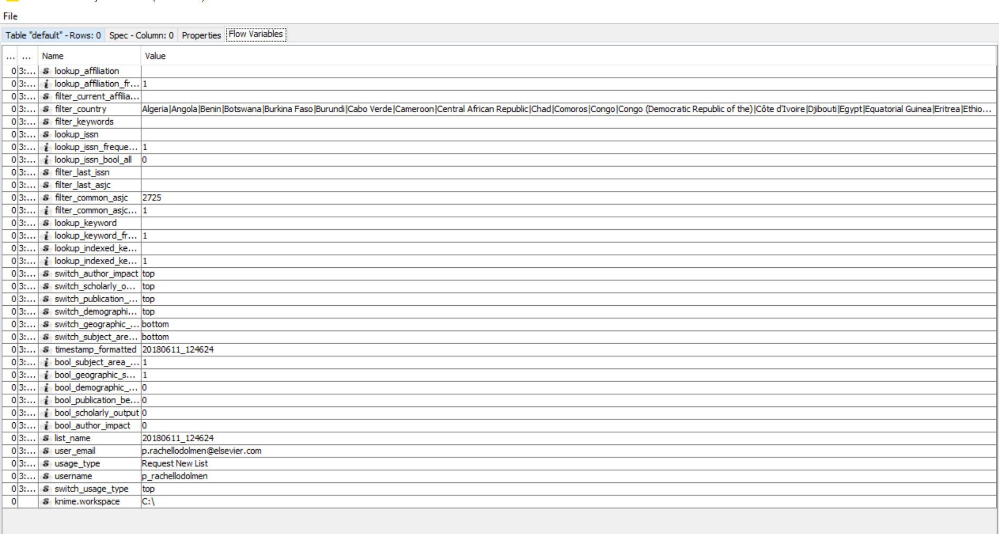 File
Table "default" - Rows: 0 Spec - Column: 0 Properties Flow Variables
... ... Name Value
0 3:... s lookup_affiliation
0 3:... i lookup_affiliation_fr... 1
0 3:... s filter_current_affilia...
0 3:... s filter_country Algeria|Angola|Benin|Botswana|Burkina Faso|Burundi|Cabo Verde|Cameroon|Central African Republic|Chad|Comoros|Congo|Congo (Democratic Republic of the)|Côte d'Ivoire|Djibouti|Egypt|Equatorial Guinea|Eritrea|Ethio...
0 3:... s filter_keywords
0 3:... s lookup_issn
0 3:... i lookup_issn_freque... 1
0 3:... i lookup_issn_bool_all 0
0 3:... s filter_last_issn
0 3:... s filter_last_asjc
0 3:... s filter_common_asjc 2725
0 3:... i filter_common_asjc... 1
0 3:... s lookup_keyword
0 3:... i lookup_keyword_fr... 1
0 3:... s lookup_indexed_ke...
0 3:... i lookup_indexed_ke... 1
0 3:... s switch_author_impact top
0 3:... s switch_scholarly_o... top
0 3:... s switch_publication_... top
0 3:... s switch_demographi... top
0 3:... s switch_geographic_... bottom
0 3:... s switch_subject_are... bottom
0 3:... s timestamp_formatted 20180611_124624
0 3:... i bool_subject_area_... 1
0 3:... i bool_geographic_s... 1
0 3:... i bool_demographic_... 0
0 3:... i bool_publication_be... 0
0 3:... i bool_scholarly_output 0
0 3:... i bool_author_impact 0
0 3:... s list_name 20180611_124624
0 3:... s user_email p.rachellodolmen@elsevier.com
0 3:... s usage_type Request New List
0 3:... s username p_rachellodolmen
0 3:... s switch_usage_type top
0 s knime.workspace C:\